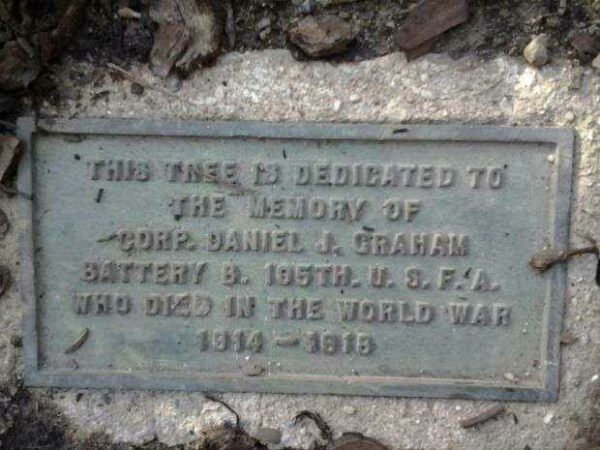 THIS TREE IS DEDICATED TO
THE MEMORY OF
CORP. DANIEL J. GRAHAM
BATTERY B. 105TH. U. S. F. A.
WHO DIED IN THE WORLD WAR
1914 - 1918